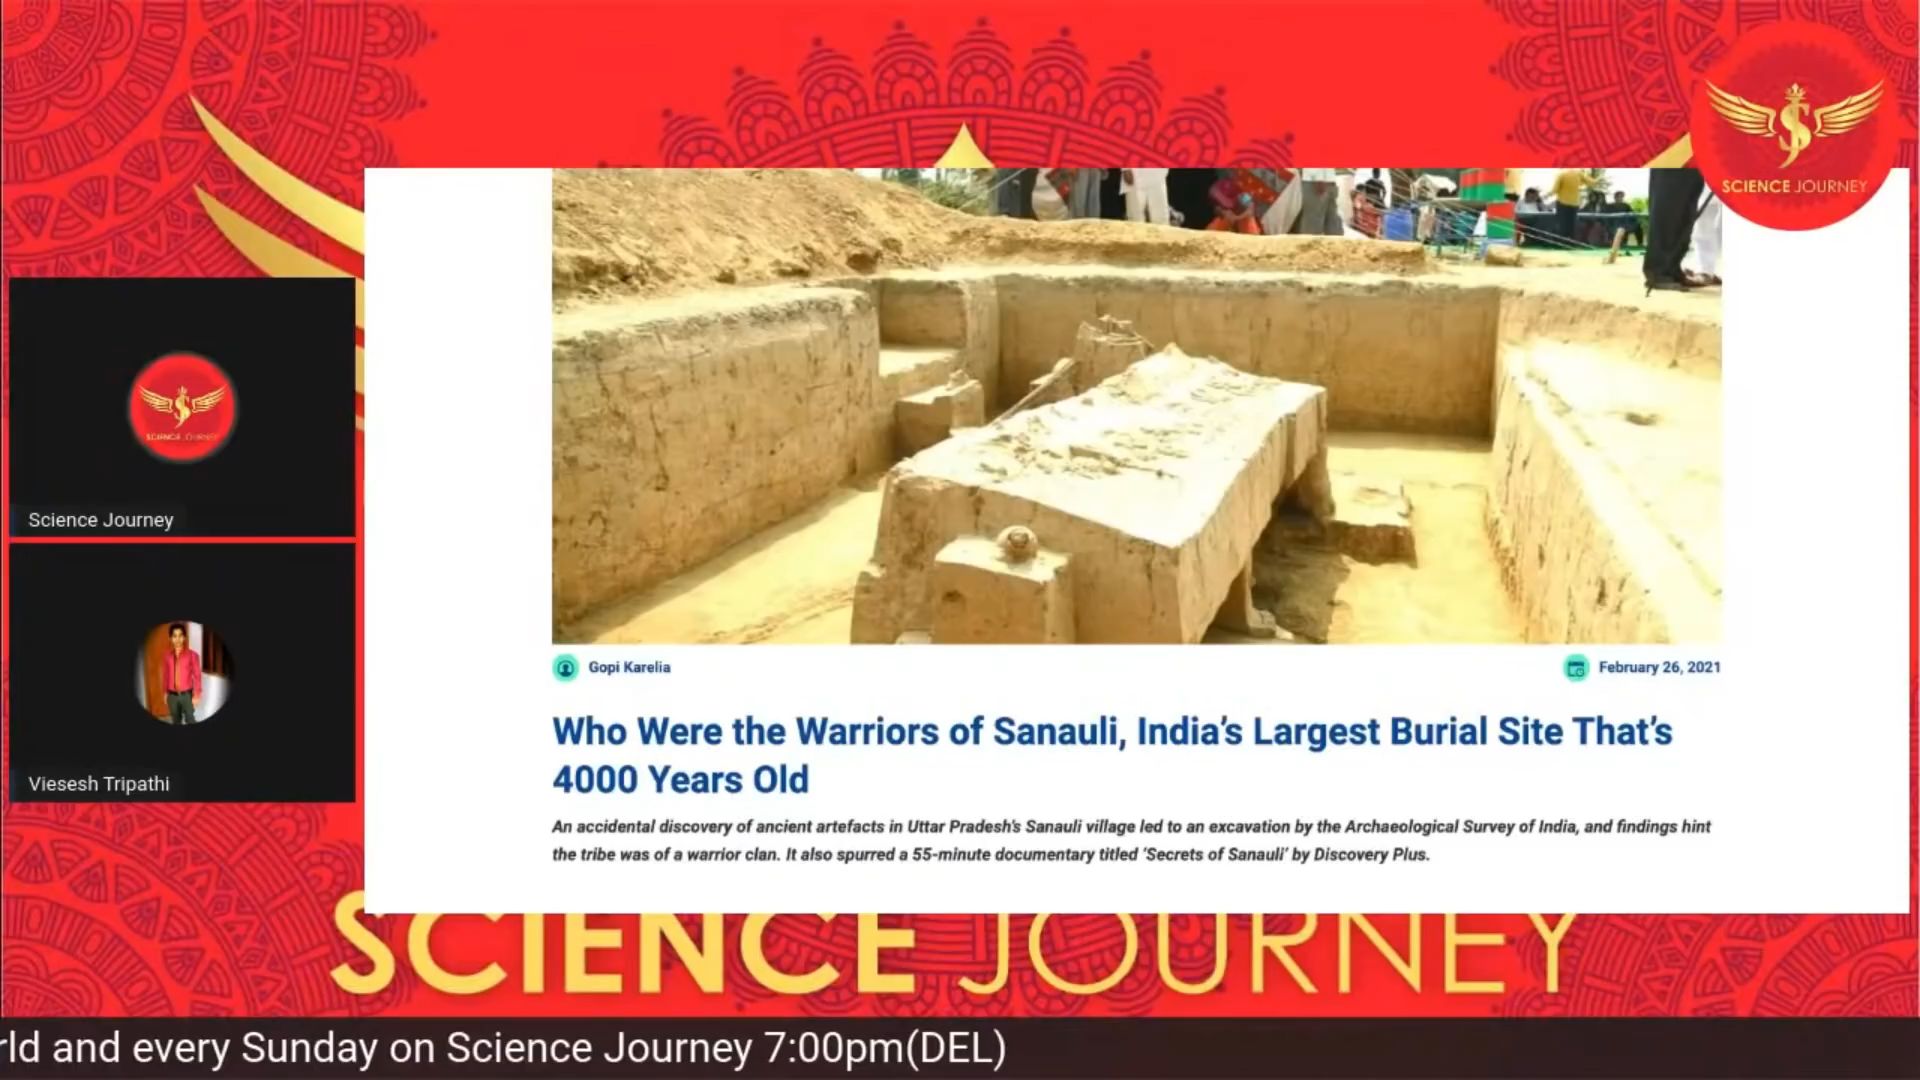 SCIENCE JOURNEY
SCIENCE JOURNEY
Science Journey
Viesesh Tripathi
Gopi Karelia
February 26, 2021
Who Were the Warriors of Sanauli, India’s Largest Burial Site That’s
4000 Years Old
An accidental discovery of ancient artefacts in Uttar Pradesh’s Sanauli village led to an excavation by the Archaeological Survey of India, and findings hint
the tribe was of a warrior clan. It also spurred a 55-minute documentary titled ‘Secrets of Sanauli’ by Discovery Plus.
SCIENCE JOURNEY
and every Sunday on Science Journey 7:00pm(DEL)